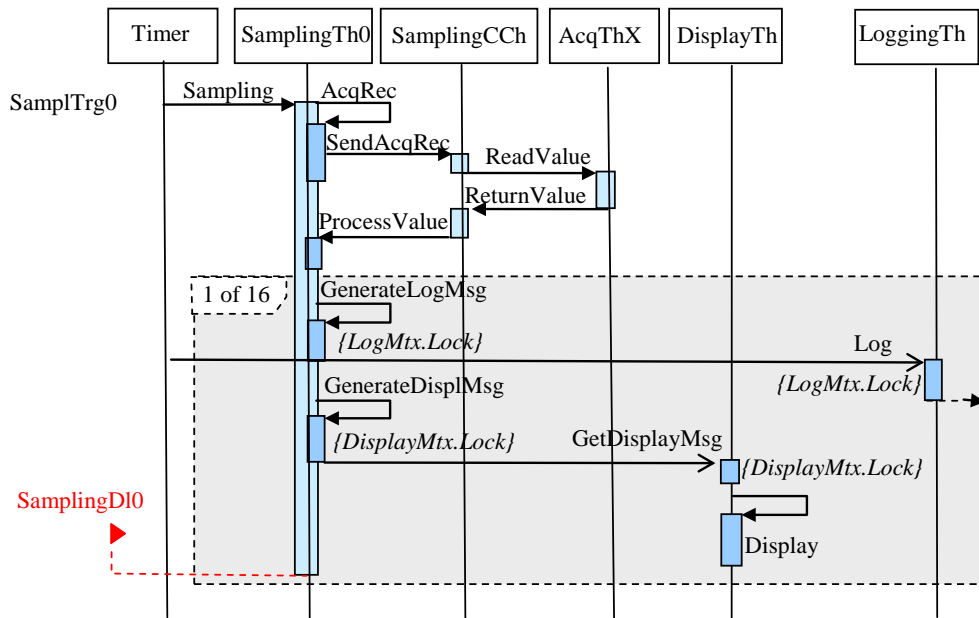 Timer
SamplingTh0
SamplingCCh
AcqThX
DisplayTh
LoggingTh
SamplTrg0
Sampling
AcqRec
SendAcqRec
ReadValue
ReturnValue
ProcessValue
1 of 16
GenerateLogMsg
{LogMtx.Lock}
Log
{LogMtx.Lock}
GenerateDisplMsg
{DisplayMtx.Lock}
GetDisplayMsg
{DisplayMtx.Lock}
SamplingDl0
Display